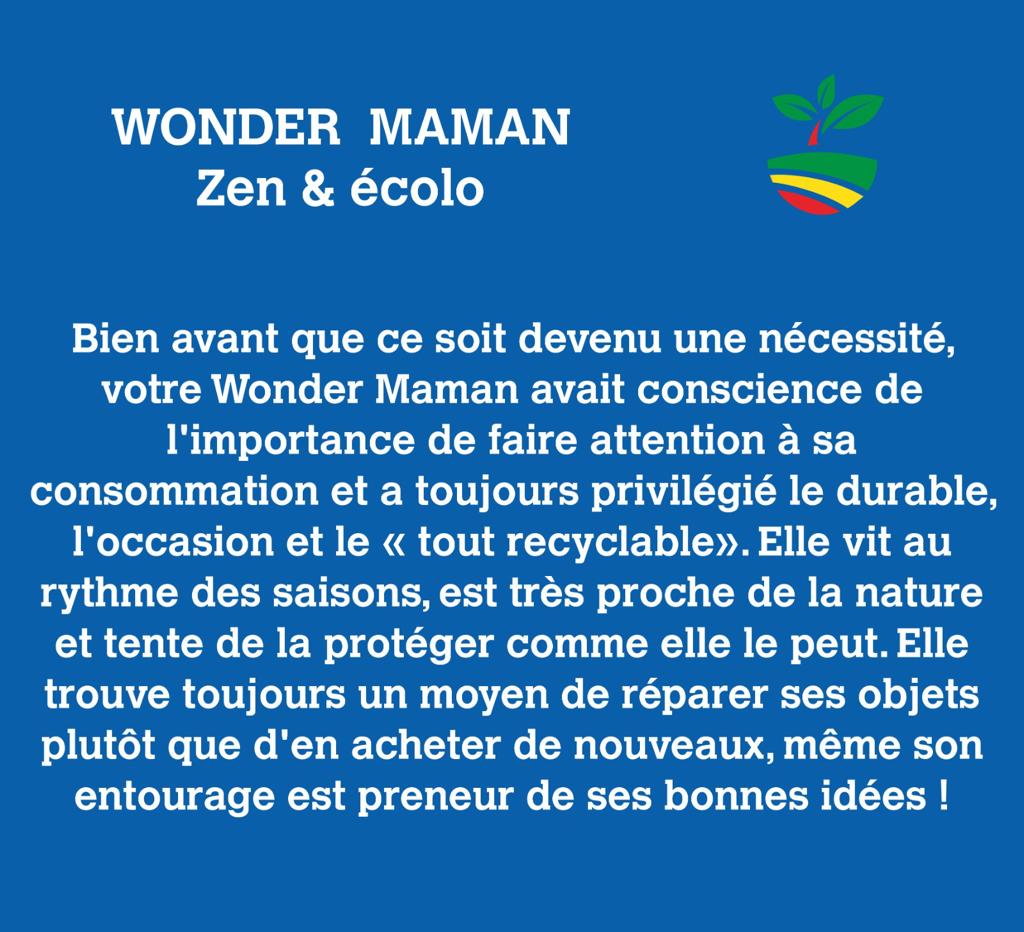 WONDER MAMAN
Zen & écolo
Bien avant que ce soit devenu une nécessité,
votre Wonder Maman avait conscience de
l'importance de faire attention à sa
consommation et a toujours privilégié le durable,
l'occasion et le « tout recyclable». Elle vit au
rythme des saisons, est très proche de la nature
et tente de la protéger comme elle le peut. Elle
trouve toujours un moyen de réparer ses objets
plutôt que d'en acheter de nouveaux, même son
entourage est preneur de ses bonnes idées !